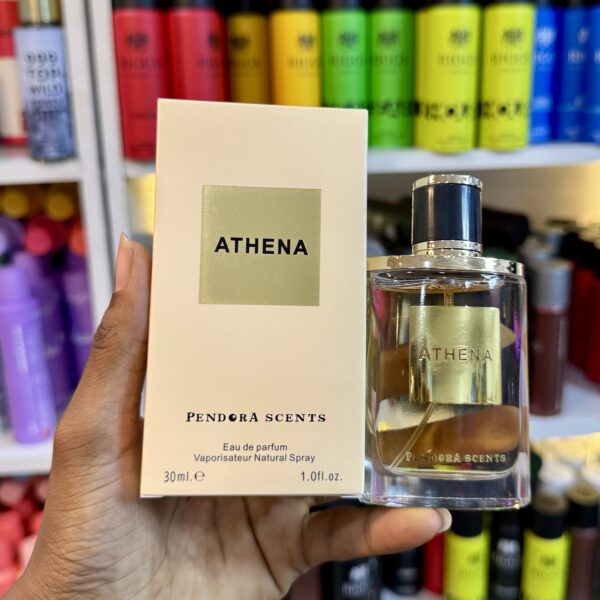 ATHENA
PENDORA SCENTS
Eau de parfum
Vaporisateur Natural Spray
30ml.℮ 1.0fl.oz.
ATHENA
PENDORA SCENTS